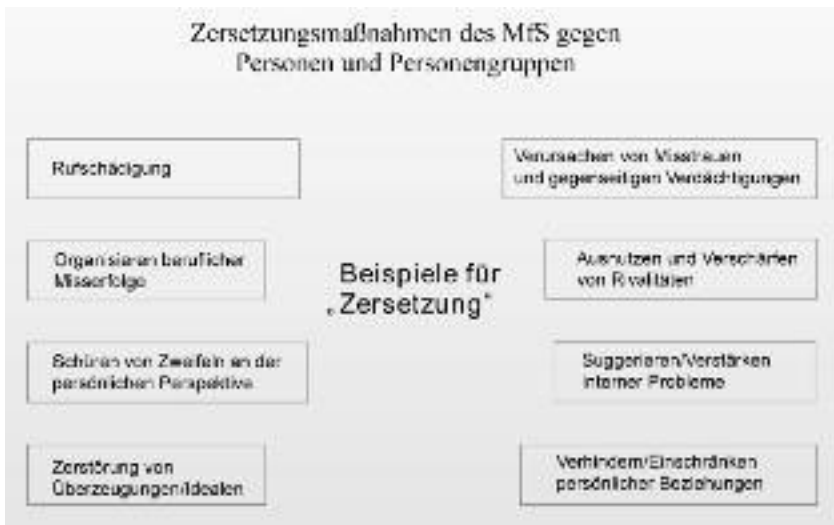 Zersetzungsmaßnahmen des MfS gegen
Personen und Personengruppen
Rufschädigung
Organisieren beruflicher
Misserfolge
Schüren von Zweifeln an der
persönlichen Perspektive
Zerstörung von
Überzeugungen/Idealen
Beispiele für
„Zersetzung“
Verursachen von Misstrauen
und gegenseitigen Verdächtigungen
Ausnutzen und Verschärfen
von Rivalitäten
Suggerieren/Verstärken
interner Probleme
Verhindern/Einschränken
persönlicher Beziehungen